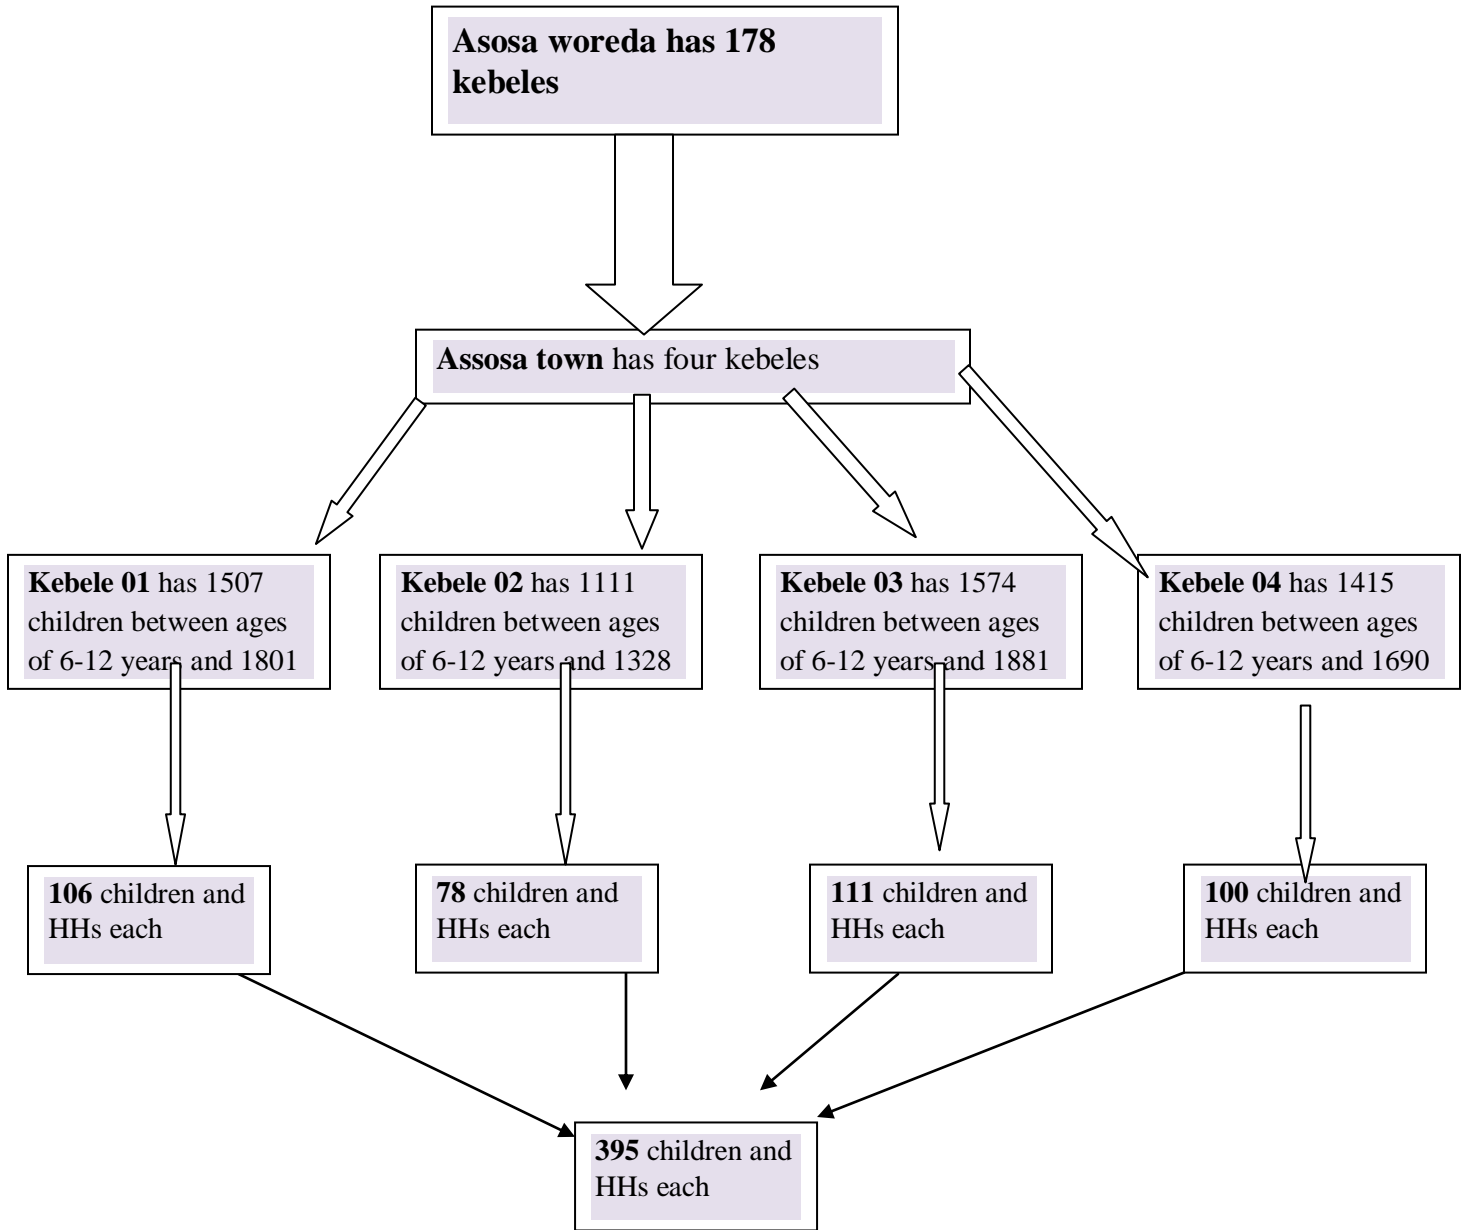 Asosa woreda has 178
kebeles
Assosa town has four kebeles
Kebele 01 has 1507
children between ages
of 6-12 years and 1801
Kebele 02 has 1111
children between ages
of 6-12 years and 1328
Kebele 03 has 1574
children between ages
of 6-12 years and 1881
Kebele 04 has 1415
children between ages
of 6-12 years and 1690
106 children and
HHs each
78 children and
HHs each
111 children and
HHs each
100 children and
HHs each
395 children and
HHs each